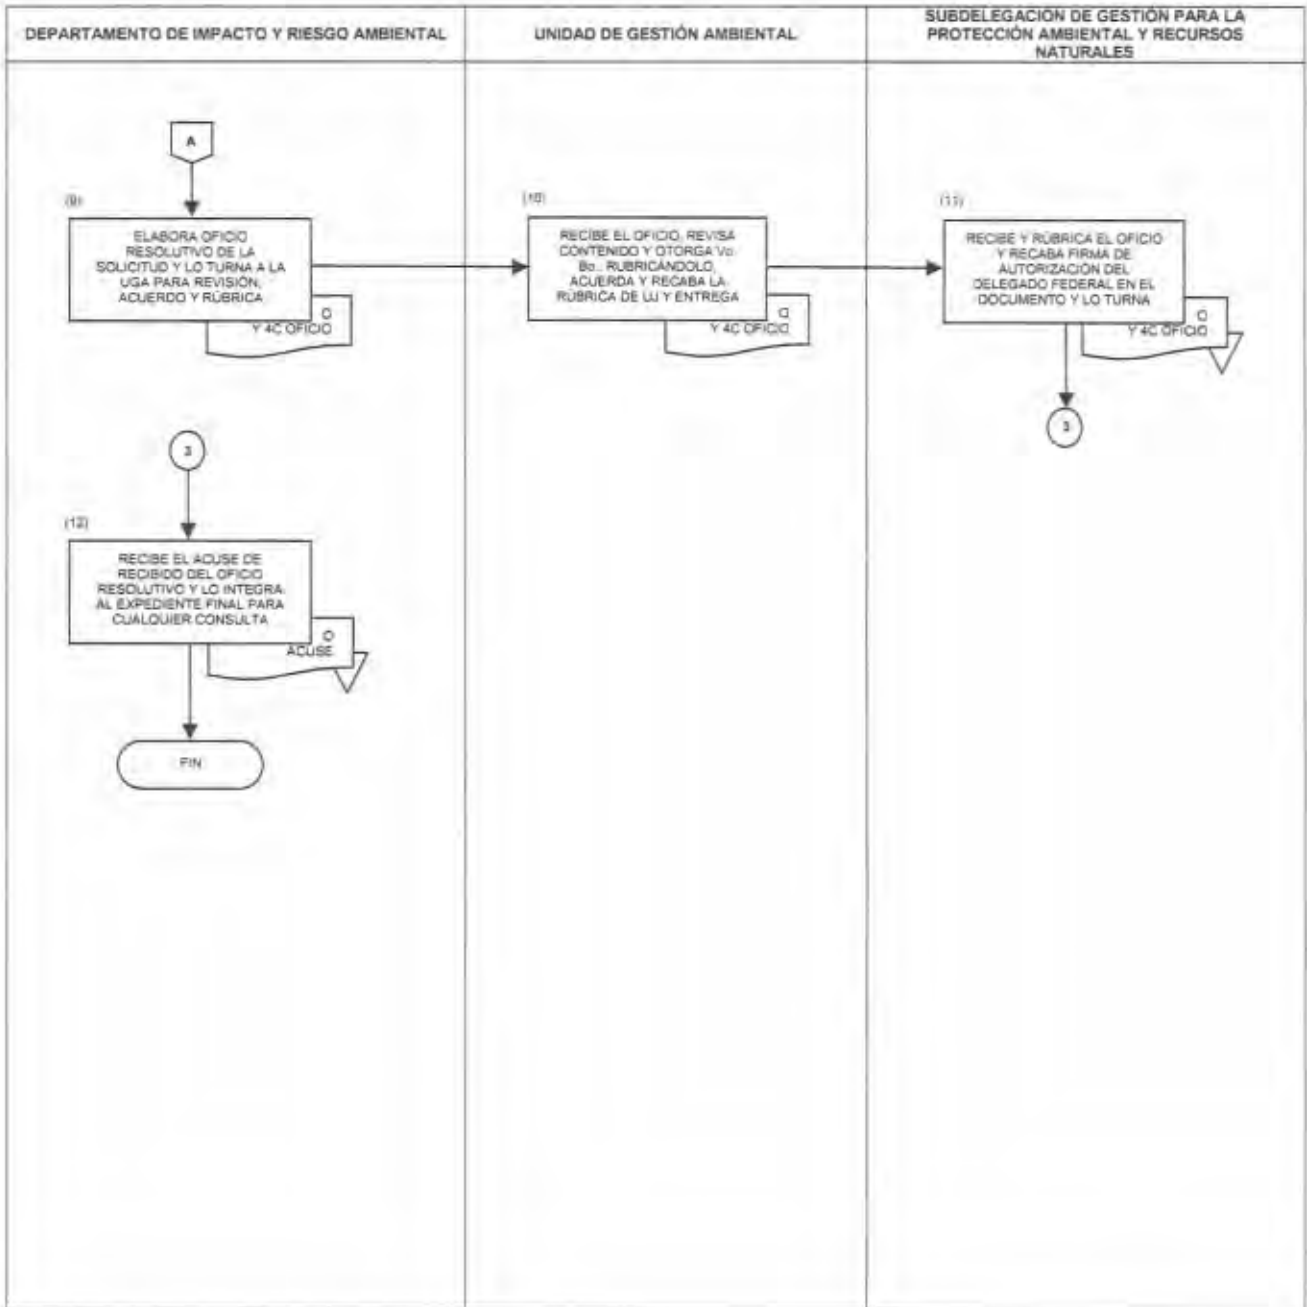 DEPARTAMENTO DE IMPACTO Y RIESGO AMBIENTAL
UNIDAD DE GESTIÓN AMBIENTAL
SUBDELEGACIÓN DE GESTIÓN PARA LA
PROTECCIÓN AMBIENTAL Y RECURSOS
NATURALES
A
(9)
ELABORA OFICIO
RESOLUTIVO DE LA
SOLICITUD Y LO TURNA A LA
UGA PARA REVISIÓN,
ACUERDO Y RÚBRICA
O
Y 4C OFICIO
(10)
RECIBE EL OFICIO, REVISA
CONTENIDO Y OTORGA Vo.
Bo., RUBRICÁNDOLO,
ACUERDA Y RECABA LA
RÚBRICA DE UJ Y ENTREGA
O
Y 4C OFICIO
(11)
RECIBE Y RÚBRICA EL OFICIO
Y RECABA FIRMA DE
AUTORIZACIÓN DEL
DELEGADO FEDERAL EN EL
DOCUMENTO Y LO TURNA
O
Y 4C OFICIO
3
3
(12)
RECIBE EL ACUSE DE
RECIBIDO DEL OFICIO
RESOLUTIVO Y LO INTEGRA
AL EXPEDIENTE FINAL PARA
CUALQUIER CONSULTA
O
ACUSE
FIN